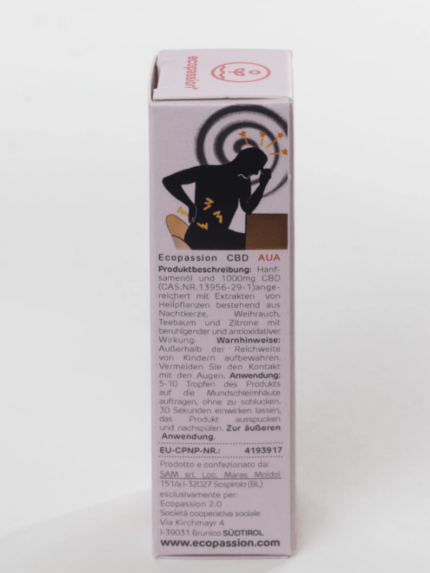 ecopassion
Ecopassion CBD AUA
Produktbeschreibung: Hanf-
samenöl und 1000mg CBD
(CAS.NR.13956-29-1)ange-
reichert mit Extrakten von
Heilpflanzen bestehend aus
Nachtkerze, Weihrauch,
Teebaum und Zitrone mit
beruhigender und antioxidativer
Wirkung. Warnhinweise:
Außerhalb der Reichweite
von Kindern aufbewahren.
Vermeiden Sie den Kontakt
mit den Augen. Anwendung:
5-10 Tropfen des Produkts
auf die Mundschleimhäute
auftragen, ohne zu schlucken.
30 Sekunden einwirken lassen,
das Produkt ausspucken
und nachspülen. Zur äußeren
Anwendung.
EU-CPNP-NR.: 4193917
Prodotto e confezionato da:
SAM srl. Loc. Maras Moldoi
151/a I-32027 Sospirolo (BL)
esclusivamente per:
Ecopassion 2.0
Società cooperativa sociale
Via Kirchmayr 4
I-39031 Brunico SÜDTIROL
www.ecopassion.com